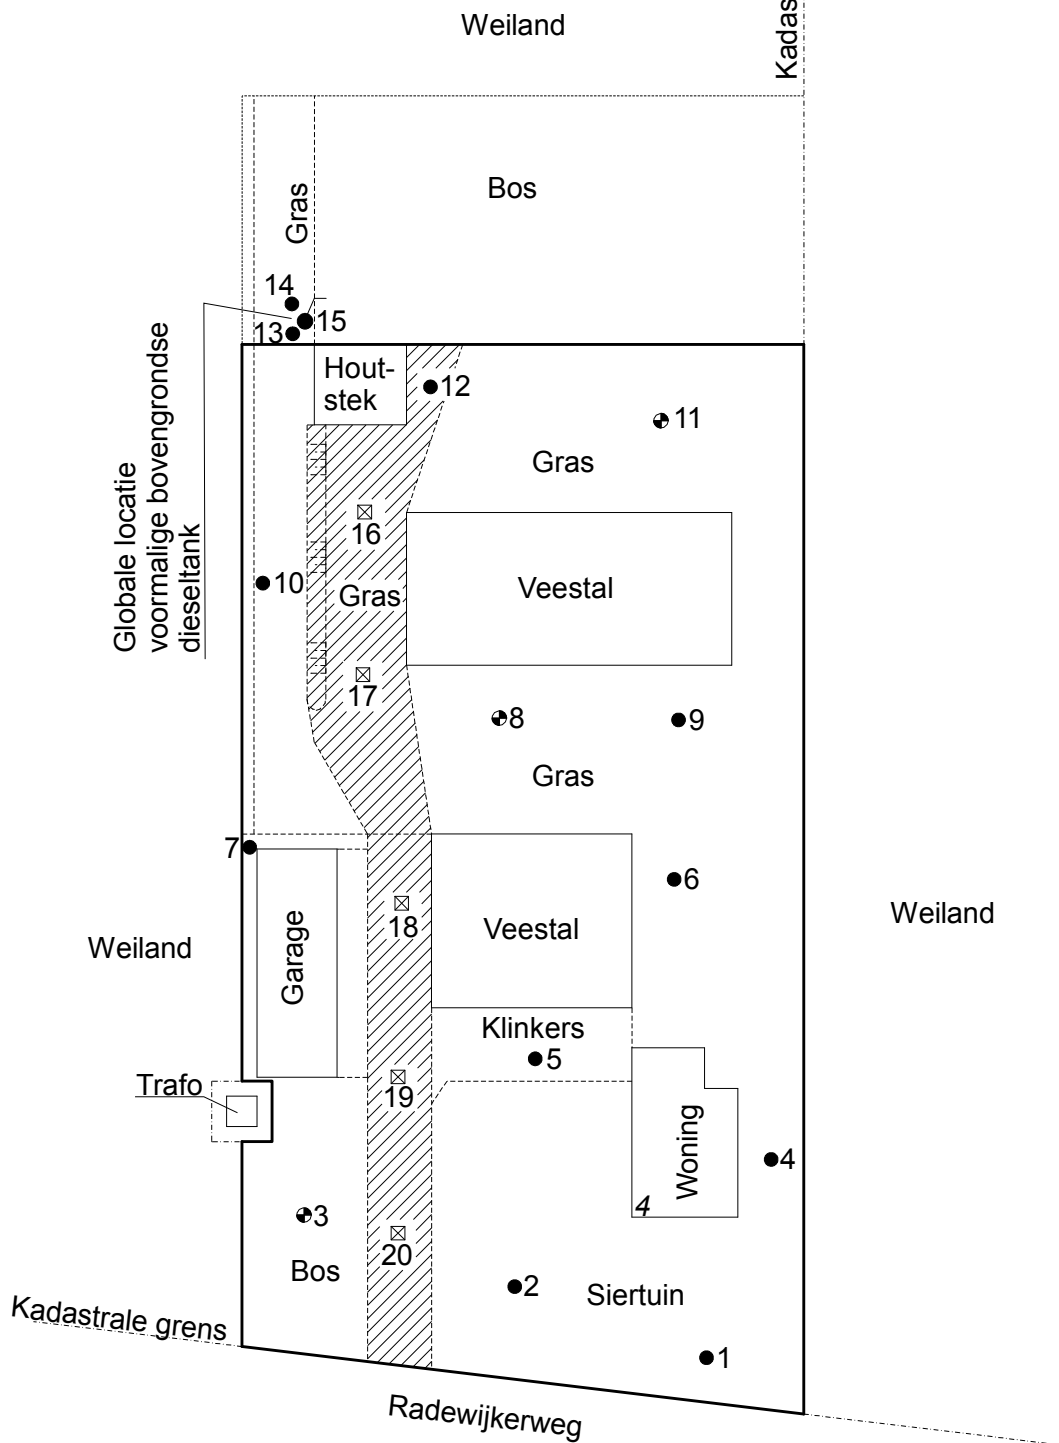 Weiland
Kadas
Gras
Bos
14
15
13
Hout-
stek
12
11
Gras
Globale locatie
voormalige bovengrondse
dieseltank
16
10
Gras
Veestal
17
8
9
Gras
7
6
Garage
18
Veestal
Weiland
Weiland
Klinkers
5
Trafo
19
Woning
4
4
3
20
Bos
2
Siertuin
Kadastrale grens
1
Radewijkerweg